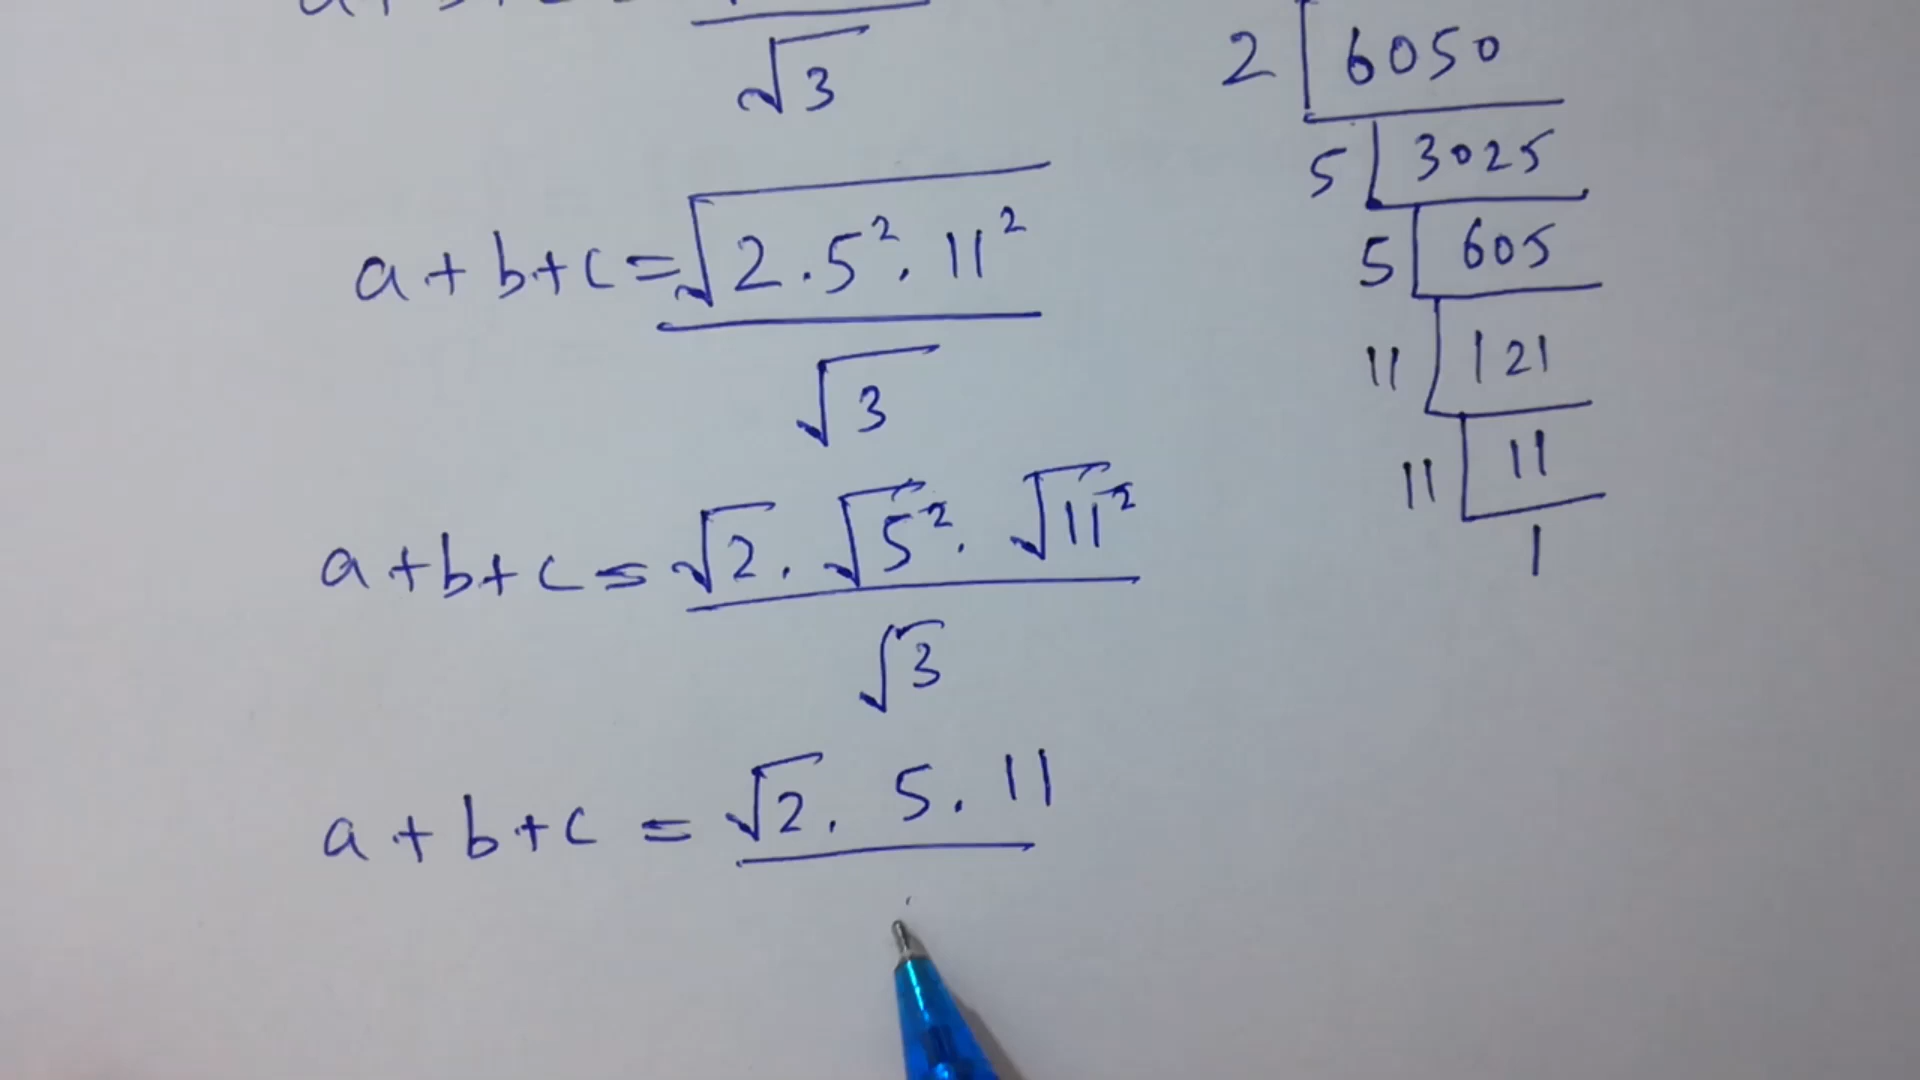 a+b+c=
√3
a+b+c=√2.5².11²
√3
a+b+c=√2.√5².√11²
√3
a+b+c=√2.5.11
2 6050
5 3025
5 605
11 121
11 11
1